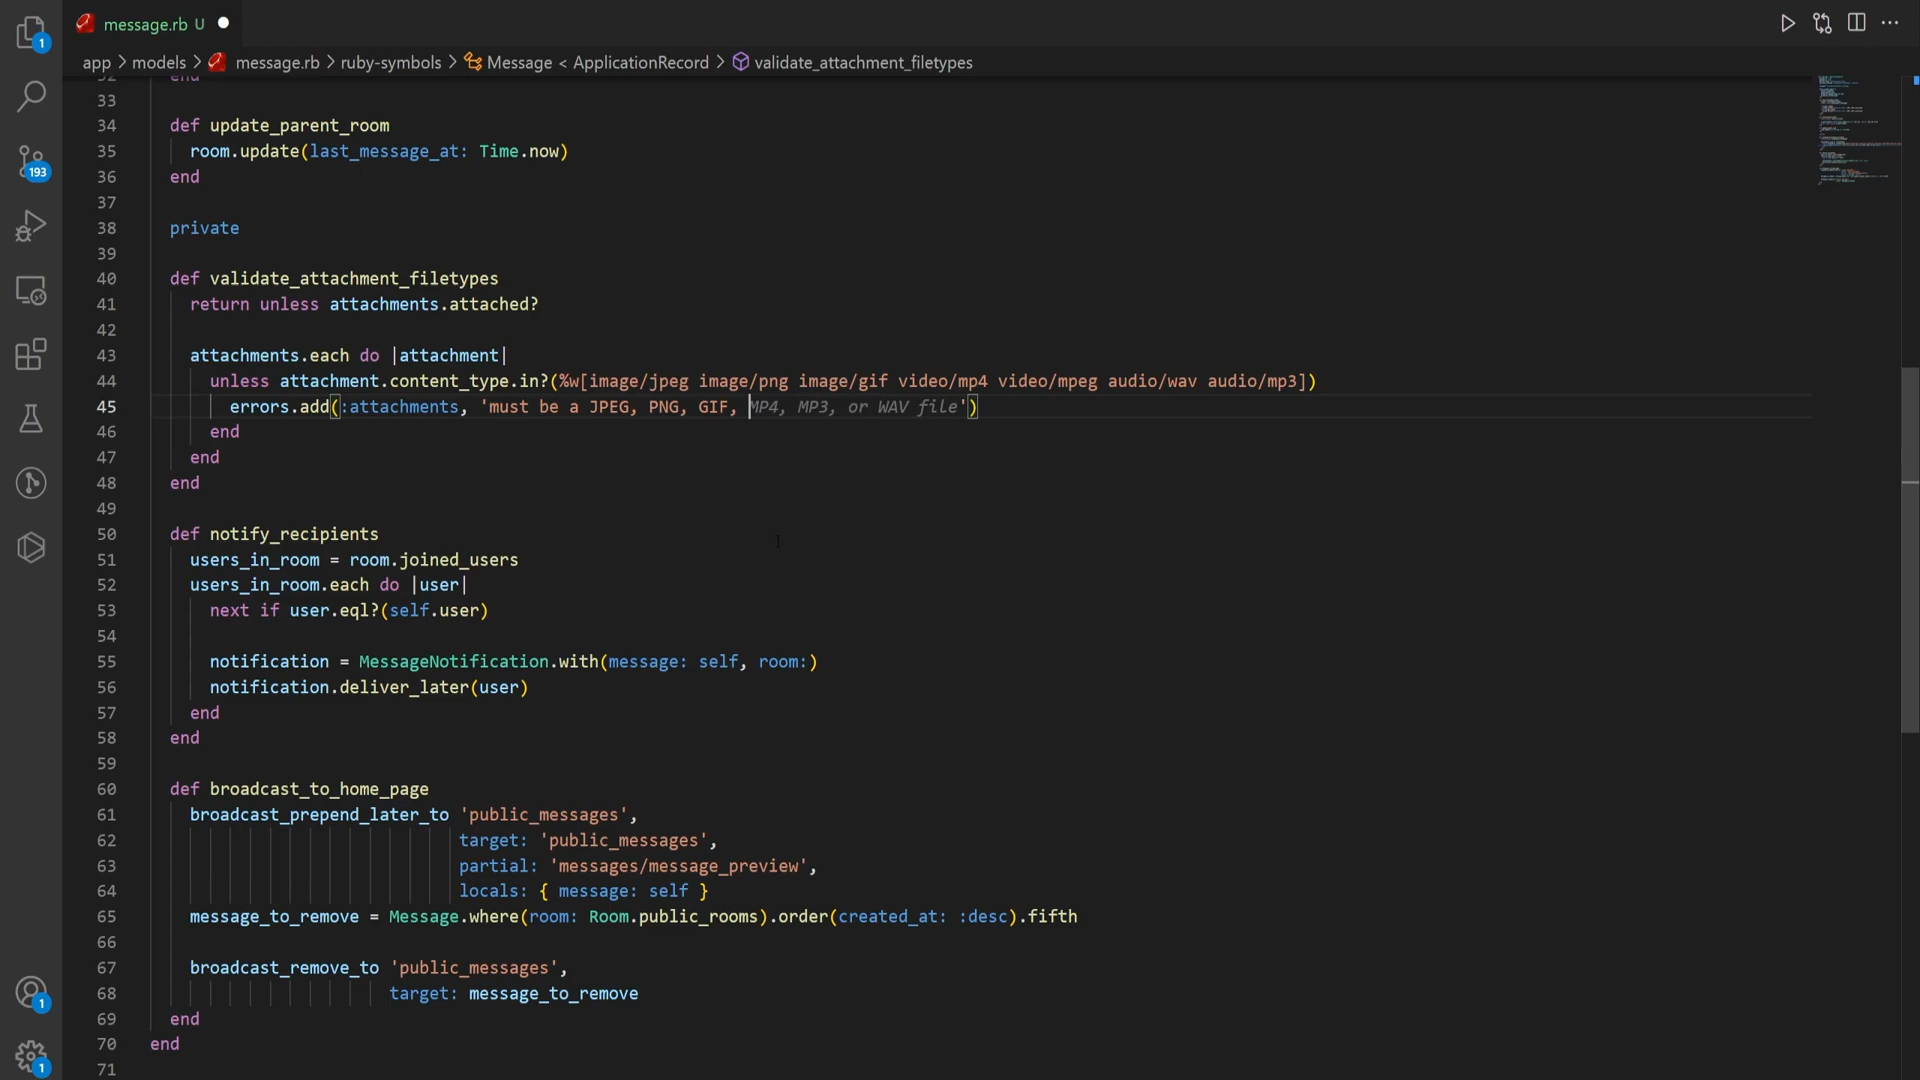 message.rb U
app > models > message.rb > ruby-symbols > Message < ApplicationRecord > validate_attachment_filetypes
1
193
1
1
32 end
33
34 def update_parent_room
35 room.update(last_message_at: Time.now)
36 end
37
38 private
39
40 def validate_attachment_filetypes
41 return unless attachments.attached?
42
43 attachments.each do |attachment|
44 unless attachment.content_type.in?(%w[image/jpeg image/png image/gif video/mp4 video/mpeg audio/wav audio/mp3])
45 errors.add(:attachments, 'must be a JPEG, PNG, GIF, MP4, MP3, or WAV file')
46 end
47 end
48 end
49
50 def notify_recipients
51 users_in_room = room.joined_users
52 users_in_room.each do |user|
53 next if user.eql?(self.user)
54
55 notification = MessageNotification.with(message: self, room:)
56 notification.deliver_later(user)
57 end
58 end
59
60 def broadcast_to_home_page
61 broadcast_prepend_later_to 'public_messages',
62 target: 'public_messages',
63 partial: 'messages/message_preview',
64 locals: { message: self }
65 message_to_remove = Message.where(room: Room.public_rooms).order(created_at: :desc).fifth
66
67 broadcast_remove_to 'public_messages',
68 target: message_to_remove
69 end
70 end
71